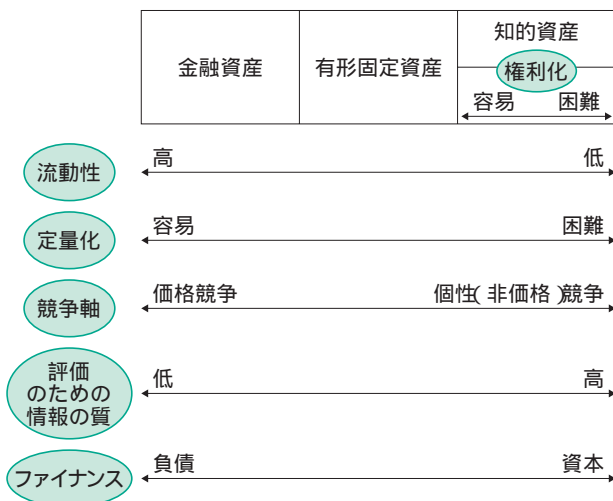 金融資産
有形固定資産
知的資産
権利化
容易 困難
流動性
高 低
定量化
容易 困難
競争軸
価格競争 個性(非価格)競争
評価
のための
情報の質
低 高
ファイナンス
負債 資本